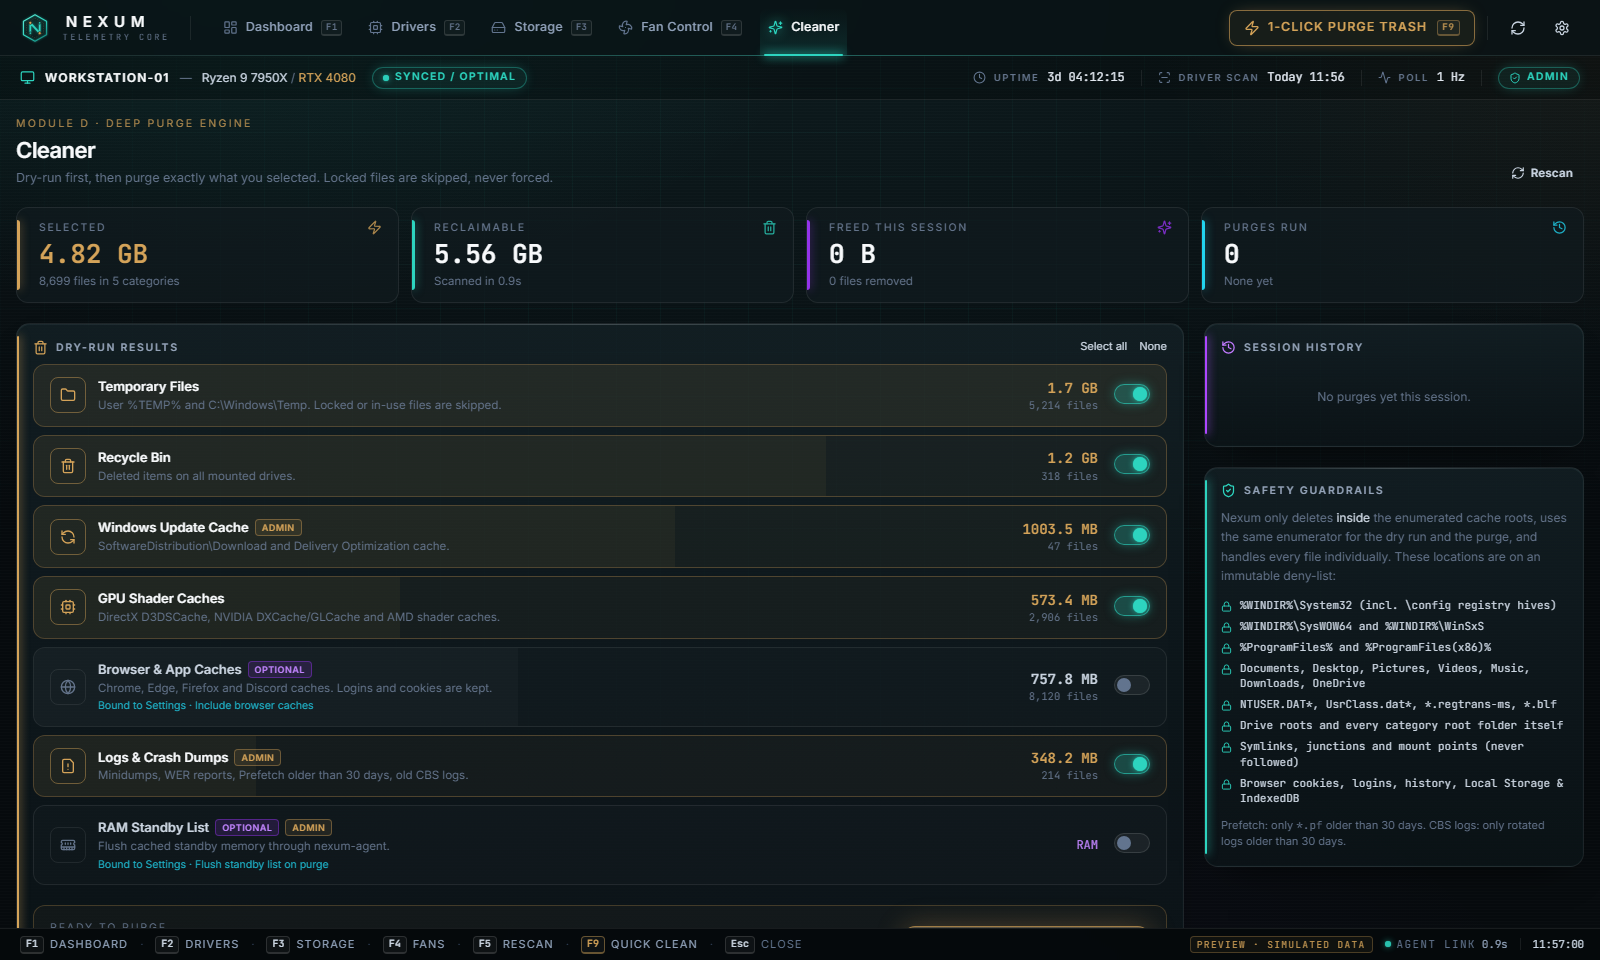 NEXUM
TELEMETRY CORE
Dashboard F1
Drivers F2
Storage F3
Fan Control F4
Cleaner
1-CLICK PURGE TRASH F9
WORKSTATION-01 — Ryzen 9 7950X / RTX 4080
SYNCED / OPTIMAL
UPTIME 3d 04:12:15
DRIVER SCAN Today 11:56
POLL 1 Hz
ADMIN
MODULE D · DEEP PURGE ENGINE
Cleaner
Dry-run first, then purge exactly what you selected. Locked files are skipped, never forced.
Rescan
SELECTED
4.82 GB
8,699 files in 5 categories
RECLAIMABLE
5.56 GB
Scanned in 0.9s
FREED THIS SESSION
0 B
0 files removed
PURGES RUN
0
None yet
DRY-RUN RESULTS
Select all None
Temporary Files
User %TEMP% and C:\Windows\Temp. Locked or in-use files are skipped.
1.7 GB
5,214 files
Recycle Bin
Deleted items on all mounted drives.
1.2 GB
318 files
Windows Update Cache ADMIN
SoftwareDistribution\Download and Delivery Optimization cache.
1003.5 MB
47 files
GPU Shader Caches
DirectX D3DSCache, NVIDIA DXCache/GLCache and AMD shader caches.
573.4 MB
2,906 files
Browser & App Caches OPTIONAL
Chrome, Edge, Firefox and Discord caches. Logins and cookies are kept.
Bound to Settings · Include browser caches
757.8 MB
8,120 files
Logs & Crash Dumps ADMIN
Minidumps, WER reports, Prefetch older than 30 days, old CBS logs.
348.2 MB
214 files
RAM Standby List OPTIONAL ADMIN
Flush cached standby memory through nexum-agent.
Bound to Settings · Flush standby list on purge
RAM
READY TO PURGE
SESSION HISTORY
No purges yet this session.
SAFETY GUARDRAILS
Nexum only deletes inside the enumerated cache roots, uses
the same enumerator for the dry run and the purge, and
handles every file individually. These locations are on an
immutable deny-list:
%WINDIR%\System32 (incl. \config registry hives)
%WINDIR%\SysWOW64 and %WINDIR%\WinSxS
%ProgramFiles% and %ProgramFiles(x86)%
Documents, Desktop, Pictures, Videos, Music,
Downloads, OneDrive
NTUSER.DAT*, UsrClass.dat*, *.regtrans-ms, *.blf
Drive roots and every category root folder itself
Symlinks, junctions and mount points (never
followed)
Browser cookies, logins, history, Local Storage &
IndexedDB
Prefetch: only *.pf older than 30 days. CBS logs: only rotated
logs older than 30 days.
F1 DASHBOARD · F2 DRIVERS · F3 STORAGE · F4 FANS · F5 RESCAN · F9 QUICK CLEAN · Esc CLOSE
PREVIEW · SIMULATED DATA
AGENT LINK 0.9s
11:57:00